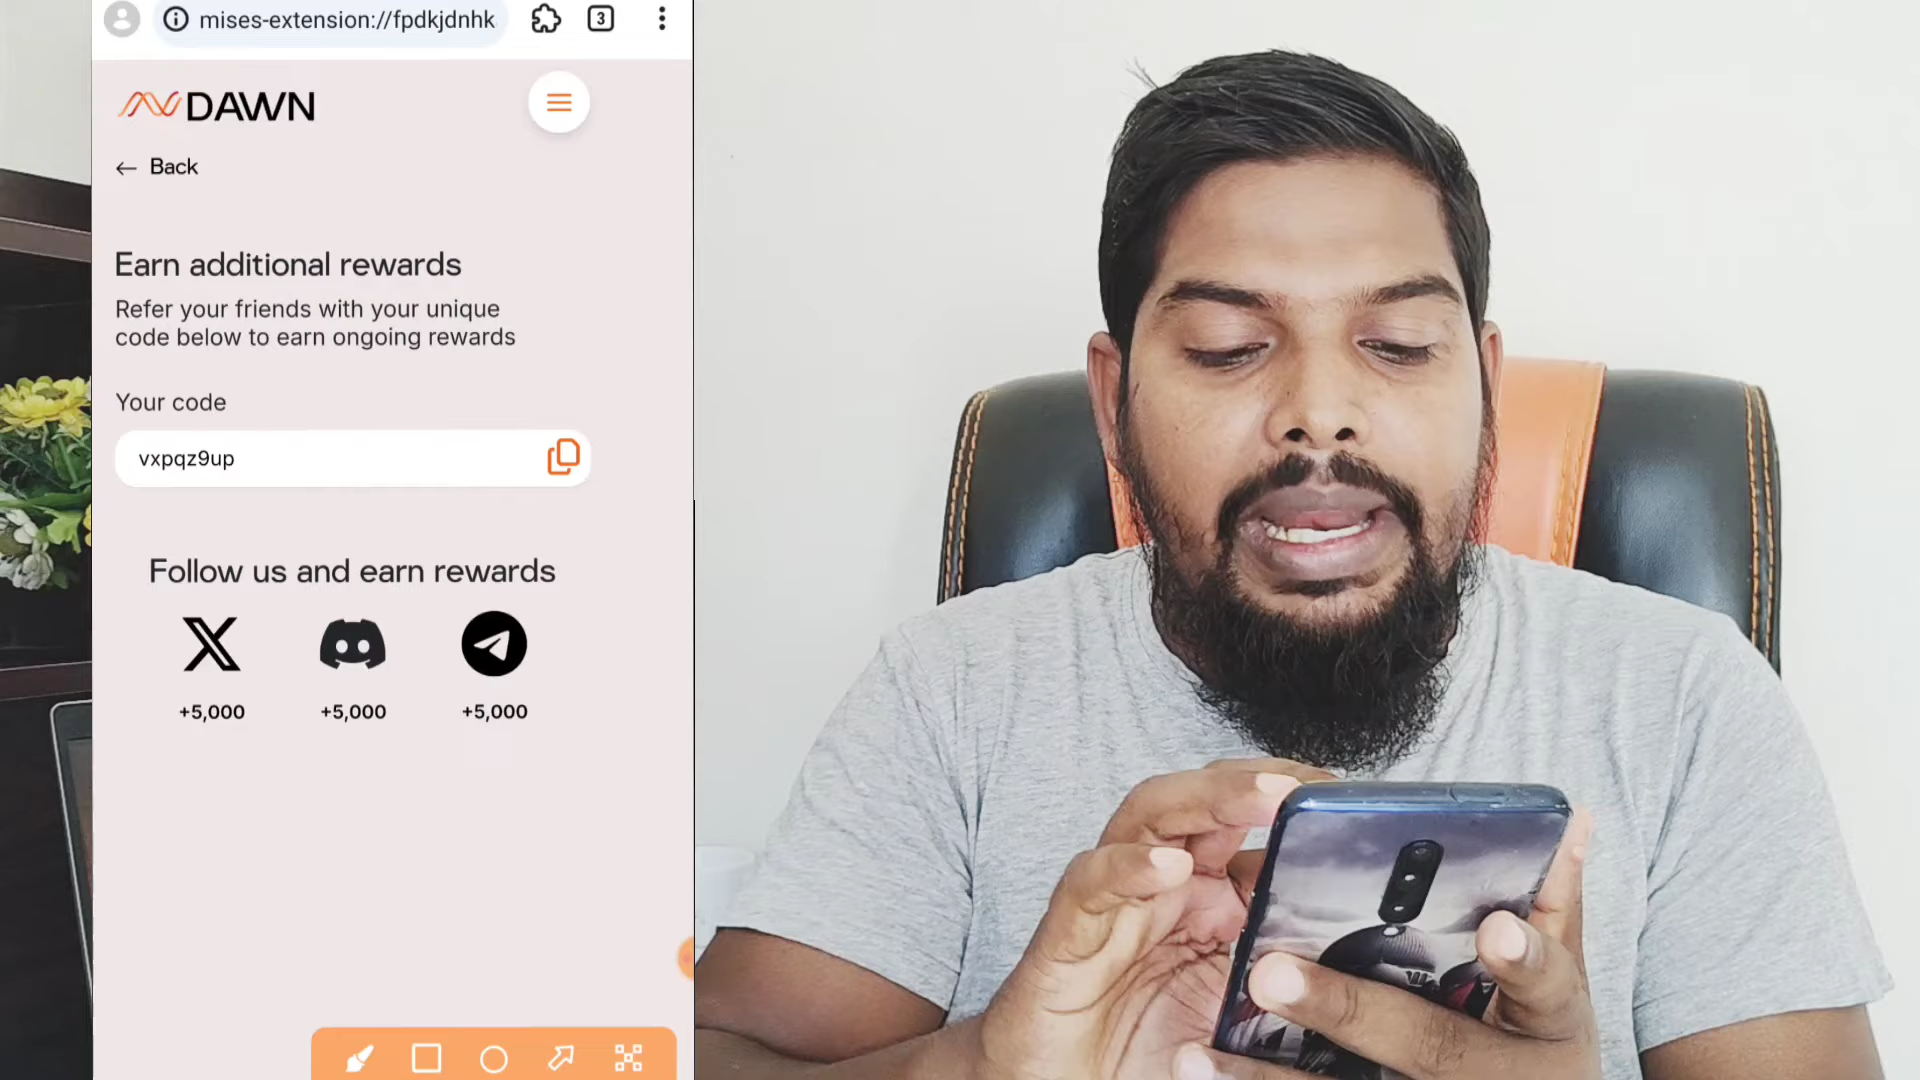 mises-extension://fpdkjdnhk
3
DAWN
Back
Earn additional rewards
Refer your friends with your unique
code below to earn ongoing rewards
Your code
vxpqz9up
Follow us and earn rewards
+5,000 +5,000 +5,000